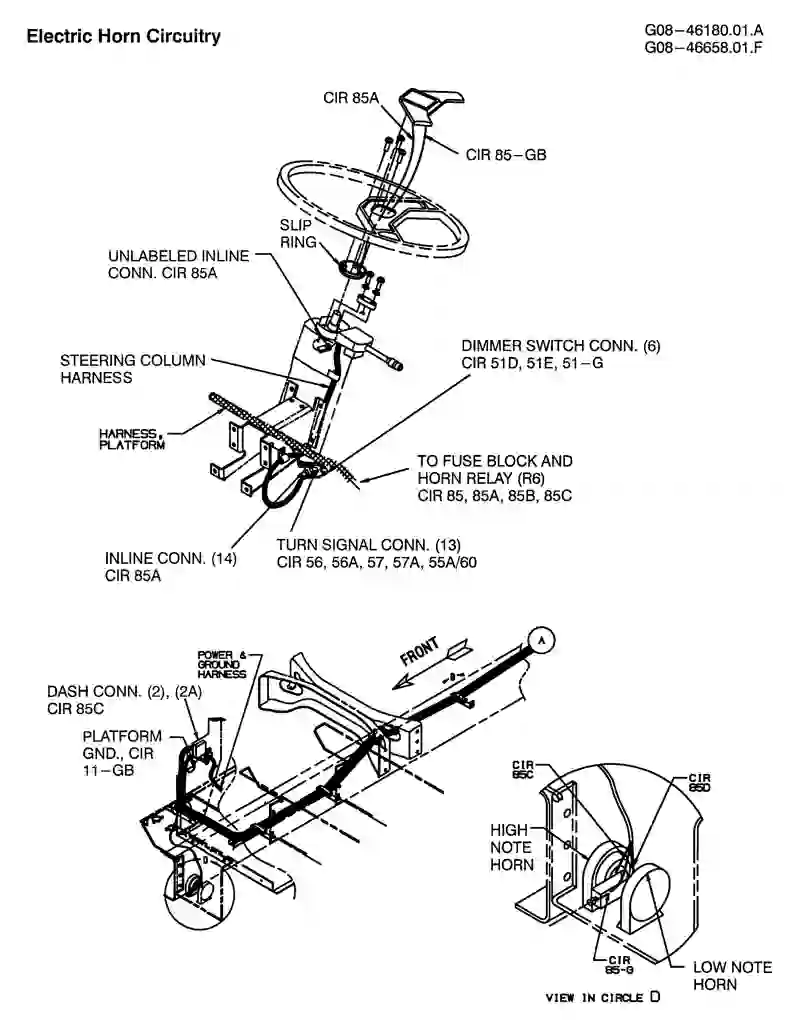 Electric Horn Circuitry
G08-46180.01.A
G08-46658.01.F
CIR 85A
CIR 85-GB
SLIP
RING
UNLABELED INLINE
CONN. CIR 85A
STEERING COLUMN
HARNESS
DIMMER SWITCH CONN. (6)
CIR 51D, 51E, 51-G
HARNESS,
PLATFORM
TO FUSE BLOCK AND
HORN RELAY (R6)
CIR 85, 85A, 85B, 85C
INLINE CONN. (14)
CIR 85A
TURN SIGNAL CONN. (13)
CIR 56, 56A, 57, 57A, 55A/60
POWER &
GROUND
HARNESS
FRONT
A
DASH CONN. (2), (2A)
CIR 85C
PLATFORM
GND., CIR
11-GB
CIR
85C
CIR
85D
HIGH
NOTE
HORN
CIR
85-G
LOW NOTE
HORN
VIEW IN CIRCLE D